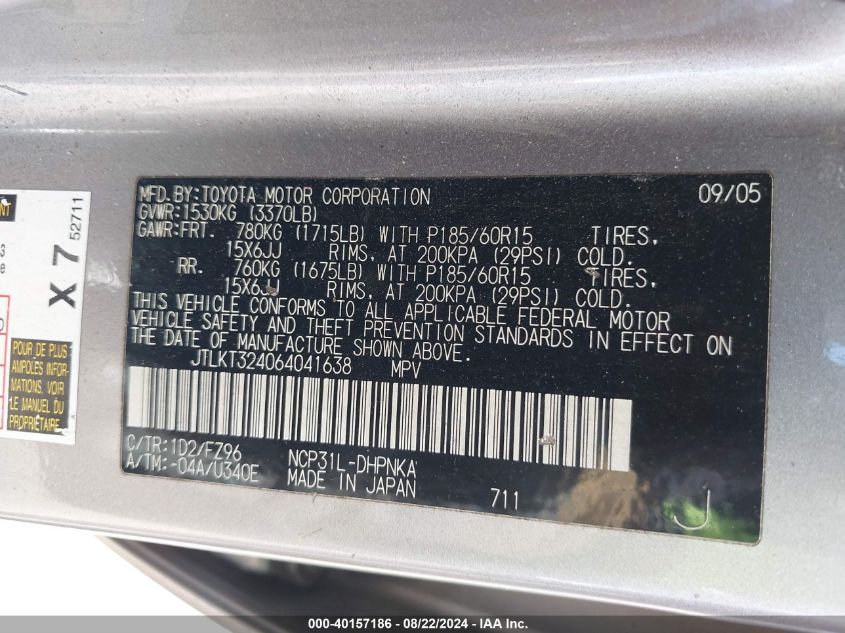 MFD.BY:TOYOTA MOTOR CORPORATION 09/05
GVWR:1530KG (3370LB)
GAWR:FRT. 780KG (1715LB) WITH P185/60R15 TIRES,
15X6JJ RIMS, AT 200KPA (29PSI) COLD.
RR. 760KG (1675LB) WITH P185/60R15 TIRES,
15X6JJ RIMS, AT 200KPA (29PSI) COLD.
THIS VEHICLE CONFORMS TO ALL APPLICABLE FEDERAL MOTOR
VEHICLE SAFETY AND THEFT PREVENTION STANDARDS IN EFFECT ON
THE DATE OF MANUFACTURE SHOWN ABOVE.
JTLKT324064041638 MPV
C/TR:1D2/FZ96 NCP31L-DHPNKA
A/TM:-04A/U340E MADE IN JAPAN 711
J
X 7 52711
POUR DE PLUS
AMPLES INFOR-
MATIONS, VOIR
LE MANUEL DU
PROPRIÉTAIRE
000-40157186 - 08/22/2024 - IAA Inc.